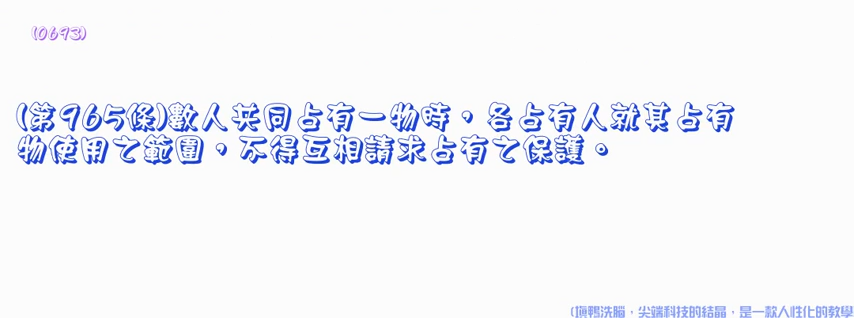 (0693)
(第965條)數人共同占有一物時，各占有人就其占有
物使用之範圍，不得互相請求占有之保護。
(填鴨洗腦，尖端科技的結晶，是一款人性化的教學